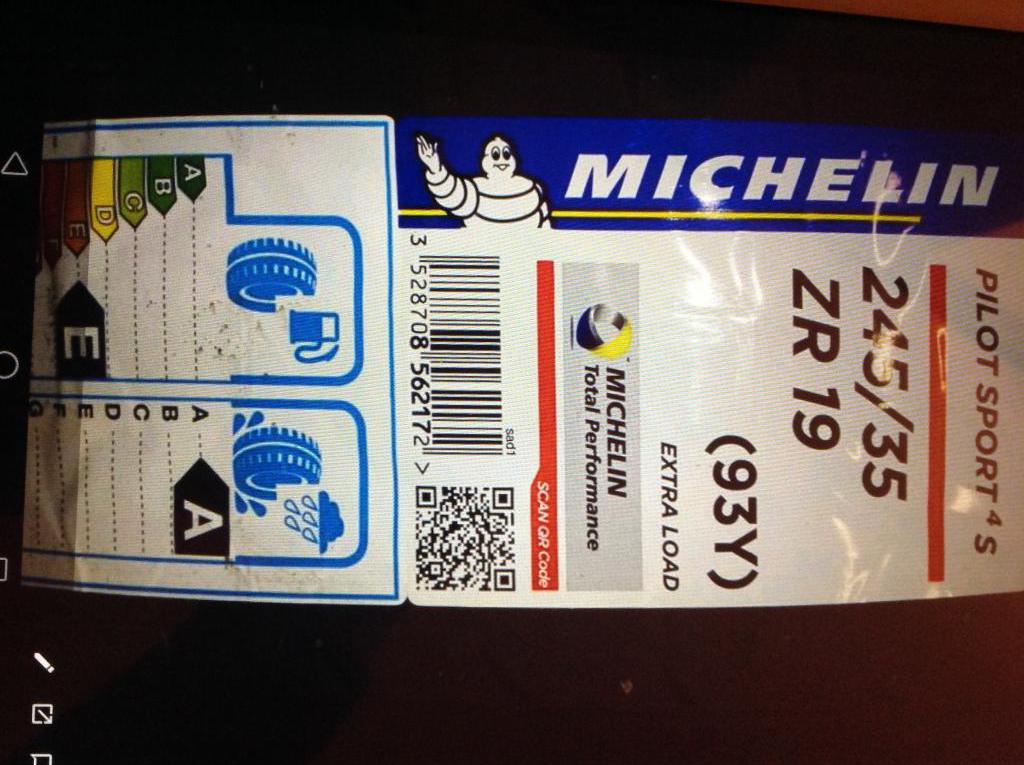 MICHELIN
PILOT SPORT 4 S
245/35
ZR 19
(93Y)
EXTRA LOAD
MICHELIN
Total Performance
SCAN QR Code
sad1
3 528708 562172 >
A
B
C
D
E
E
A
B
C
D
E
F
G
A